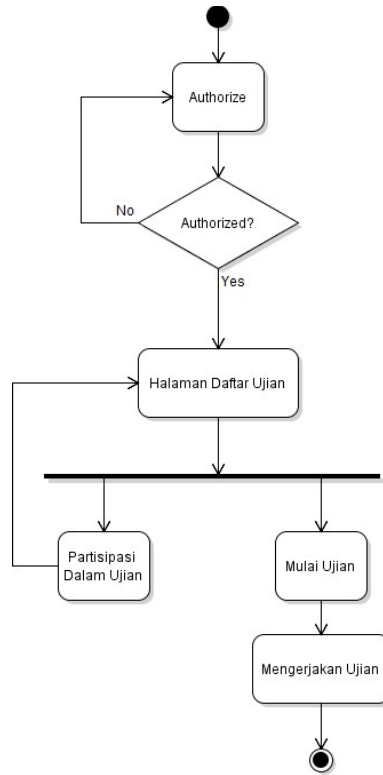 Authorize
No
Authorized?
Yes
Halaman Daftar Ujian
Partisipasi
Dalam Ujian
Mulai Ujian
Mengerjakan Ujian